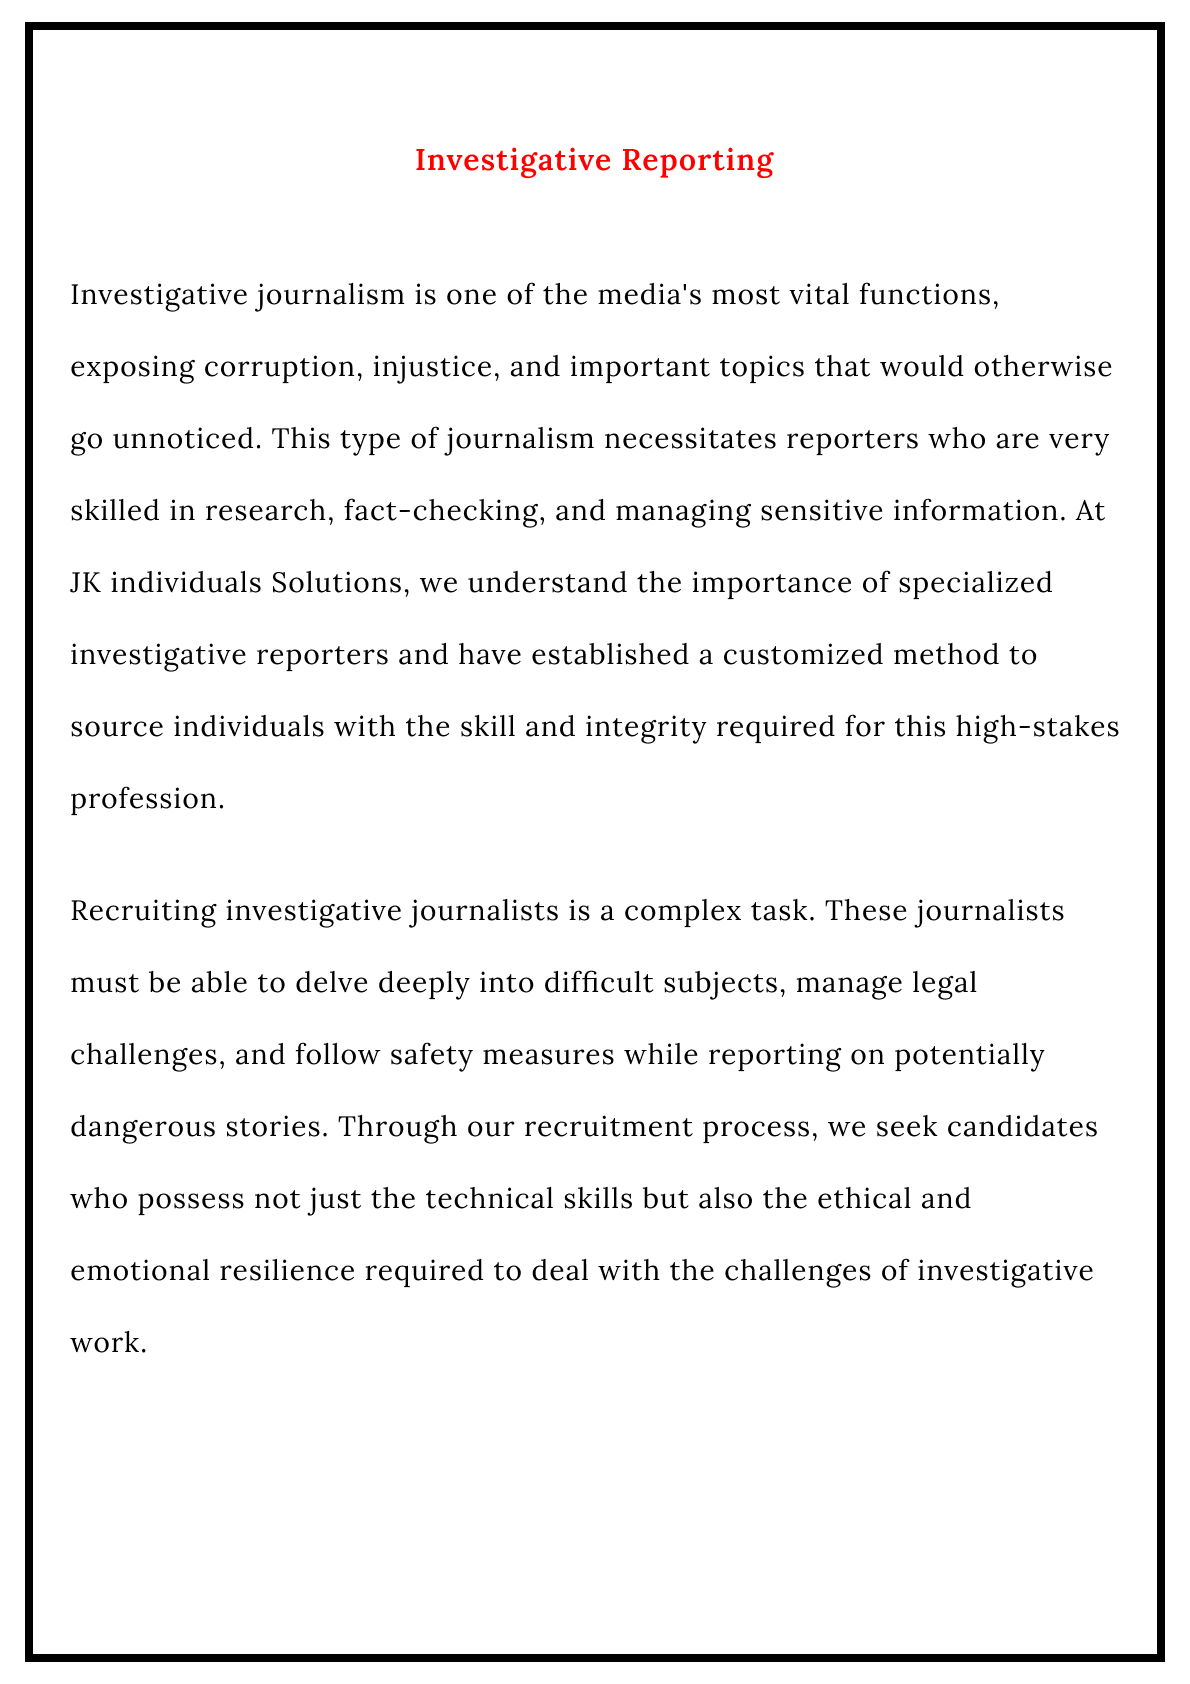 Investigative Reporting
Investigative journalism is one of the media's most vital functions,
exposing corruption, injustice, and important topics that would otherwise
go unnoticed. This type of journalism necessitates reporters who are very
skilled in research, fact-checking, and managing sensitive information. At
JK individuals Solutions, we understand the importance of specialized
investigative reporters and have established a customized method to
source individuals with the skill and integrity required for this high-stakes
profession.
Recruiting investigative journalists is a complex task. These journalists
must be able to delve deeply into difficult subjects, manage legal
challenges, and follow safety measures while reporting on potentially
dangerous stories. Through our recruitment process, we seek candidates
who possess not just the technical skills but also the ethical and
emotional resilience required to deal with the challenges of investigative
work.